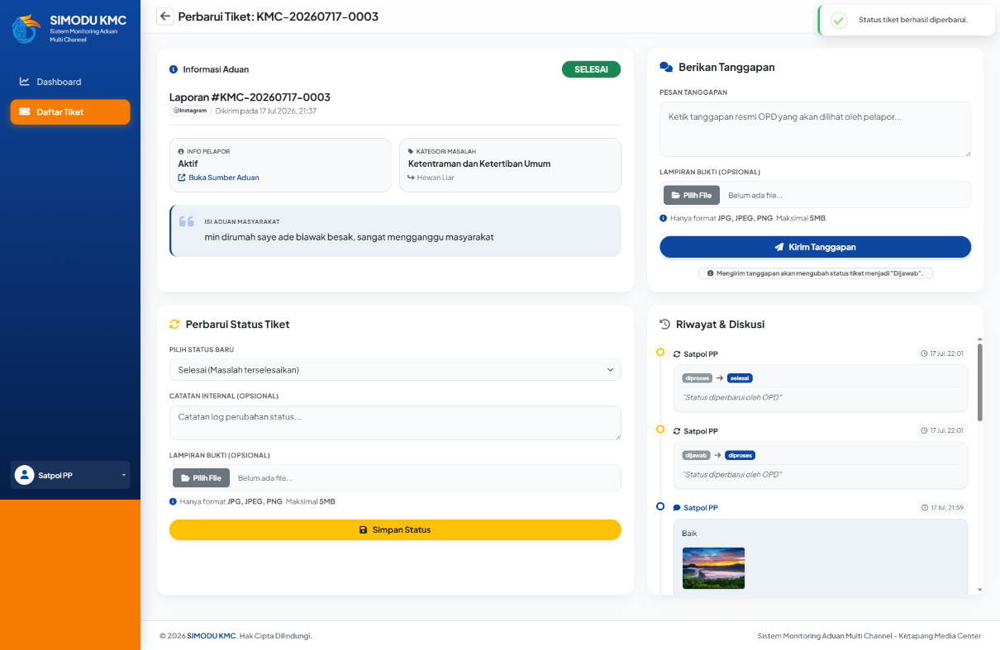 SIMODU KMC
Sistem Monitoring Aduan
Multi Channel
Dashboard
Daftar Tiket
Satpol PP
Perbarui Tiket: KMC-20260717-0003
Status tiket berhasil diperbarui.
Informasi Aduan
SELESAI
Laporan #KMC-20260717-0003
Instagram
Dikirim pada 17 Jul 2026, 21:37
INFO PELAPOR
Aktif
Buka Sumber Aduan
KATEGORI MASALAH
Ketentraman dan Ketertiban Umum
Hewan Liar
ISI ADUAN MASYARAKAT
min dirumah saye ade biawak besak, sangat mengganggu masyarakat
Berikan Tanggapan
PESAN TANGGAPAN
Ketik tanggapan resmi OPD yang akan dilihat oleh pelapor...
LAMPIRAN BUKTI (OPSIONAL)
Pilih File
Belum ada file...
Hanya format JPG, JPEG, PNG. Maksimal 5MB.
Kirim Tanggapan
Mengirim tanggapan akan mengubah status tiket menjadi "Dijawab".
Perbarui Status Tiket
PILIH STATUS BARU
Selesai (Masalah terselesaikan)
CATATAN INTERNAL (OPSIONAL)
Catatan log perubahan status...
LAMPIRAN BUKTI (OPSIONAL)
Pilih File
Belum ada file...
Hanya format JPG, JPEG, PNG. Maksimal 5MB.
Simpan Status
Riwayat & Diskusi
Satpol PP
17 Jul, 22:01
diproses → selesai
"Status diperbarui oleh OPD"
Satpol PP
17 Jul, 22:01
dijawab → diproses
"Status diperbarui oleh OPD"
Satpol PP
17 Jul, 21:59
Baik
© 2026 SIMODU KMC. Hak Cipta Dilindungi.
Sistem Monitoring Aduan Multi Channel - Ketapang Media Center